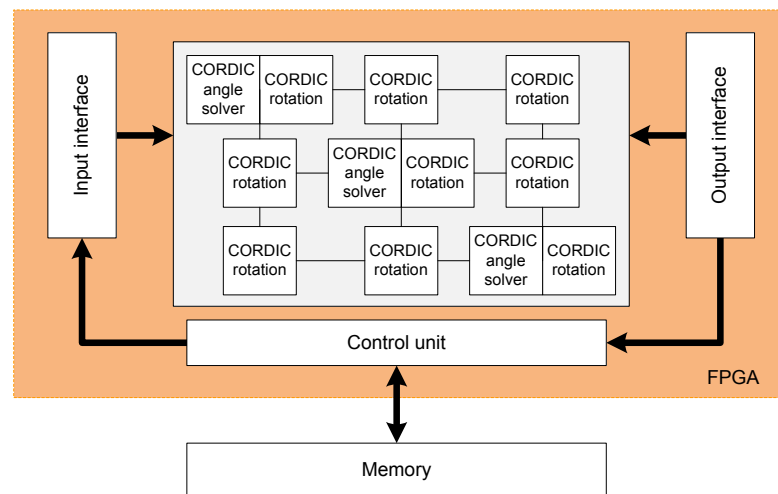 Input interface
CORDIC
angle
solver
CORDIC
rotation
CORDIC
rotation
CORDIC
rotation
CORDIC
rotation
CORDIC
angle
solver
CORDIC
rotation
CORDIC
rotation
CORDIC
rotation
CORDIC
rotation
CORDIC
angle
solver
CORDIC
rotation
Output interface
Control unit
FPGA
Memory